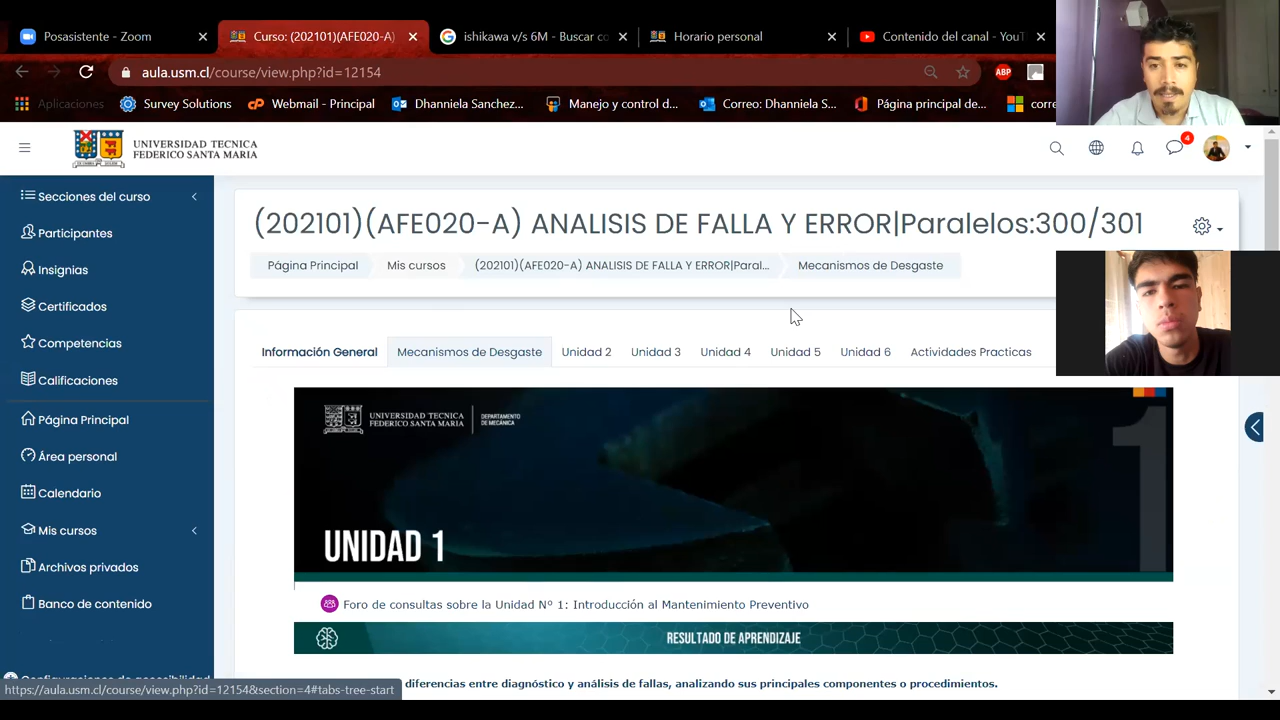 Posasistente - Zoom
Curso: (202101)(AFE020-A)
ishikawa v/s 6M - Buscar co
Horario personal
Contenido del canal - YouT
aula.usm.cl/course/view.php?id=12154
ABP
Aplicaciones
Survey Solutions
Webmail - Principal
Dhanniela Sanchez...
Manejo y control d...
Correo: Dhanniela S...
Página principal de...
corre
UNIVERSIDAD TECNICA
FEDERICO SANTA MARIA
4
Secciones del curso
Participantes
Insignias
Certificados
Competencias
Calificaciones
Página Principal
Área personal
Calendario
Mis cursos
Archivos privados
Banco de contenido
(202101)(AFE020-A) ANALISIS DE FALLA Y ERROR|Paralelos:300/301
Página Principal
Mis cursos
(202101)(AFE020-A) ANALISIS DE FALLA Y ERROR|Paral...
Mecanismos de Desgaste
Información General
Mecanismos de Desgaste
Unidad 2
Unidad 3
Unidad 4
Unidad 5
Unidad 6
Actividades Practicas
UNIVERSIDAD TECNICA
FEDERICO SANTA MARIA
DEPARTAMENTO
DE MECÁNICA
1
UNIDAD 1
Foro de consultas sobre la Unidad Nº 1: Introducción al Mantenimiento Preventivo
RESULTADO DE APRENDIZAJE
diferencias entre diagnóstico y análisis de fallas, analizando sus principales componentes o procedimientos.
https://aula.usm.cl/course/view.php?id=12154&section=4#tabs-tree-start